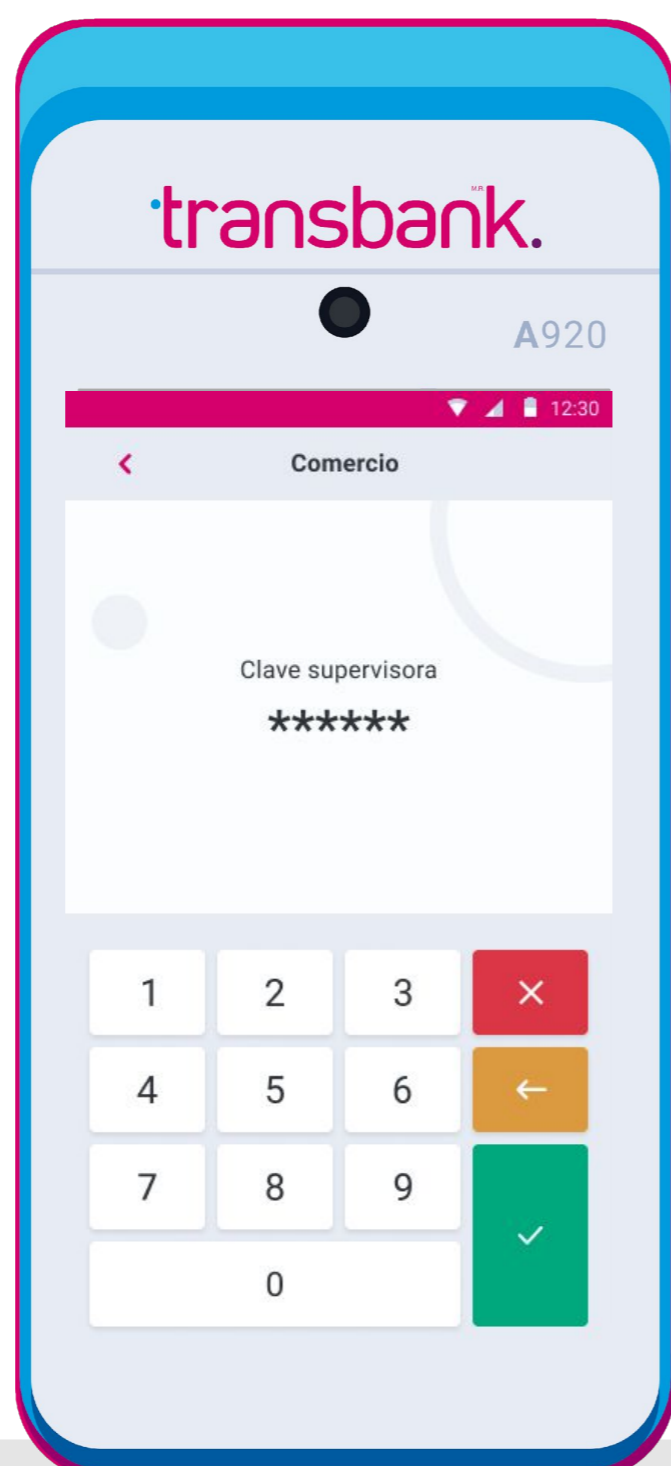 transbank.
M.R
A920
12:30
Comercio
Clave supervisora
******
1 2 3
4 5 6
7 8 9
0